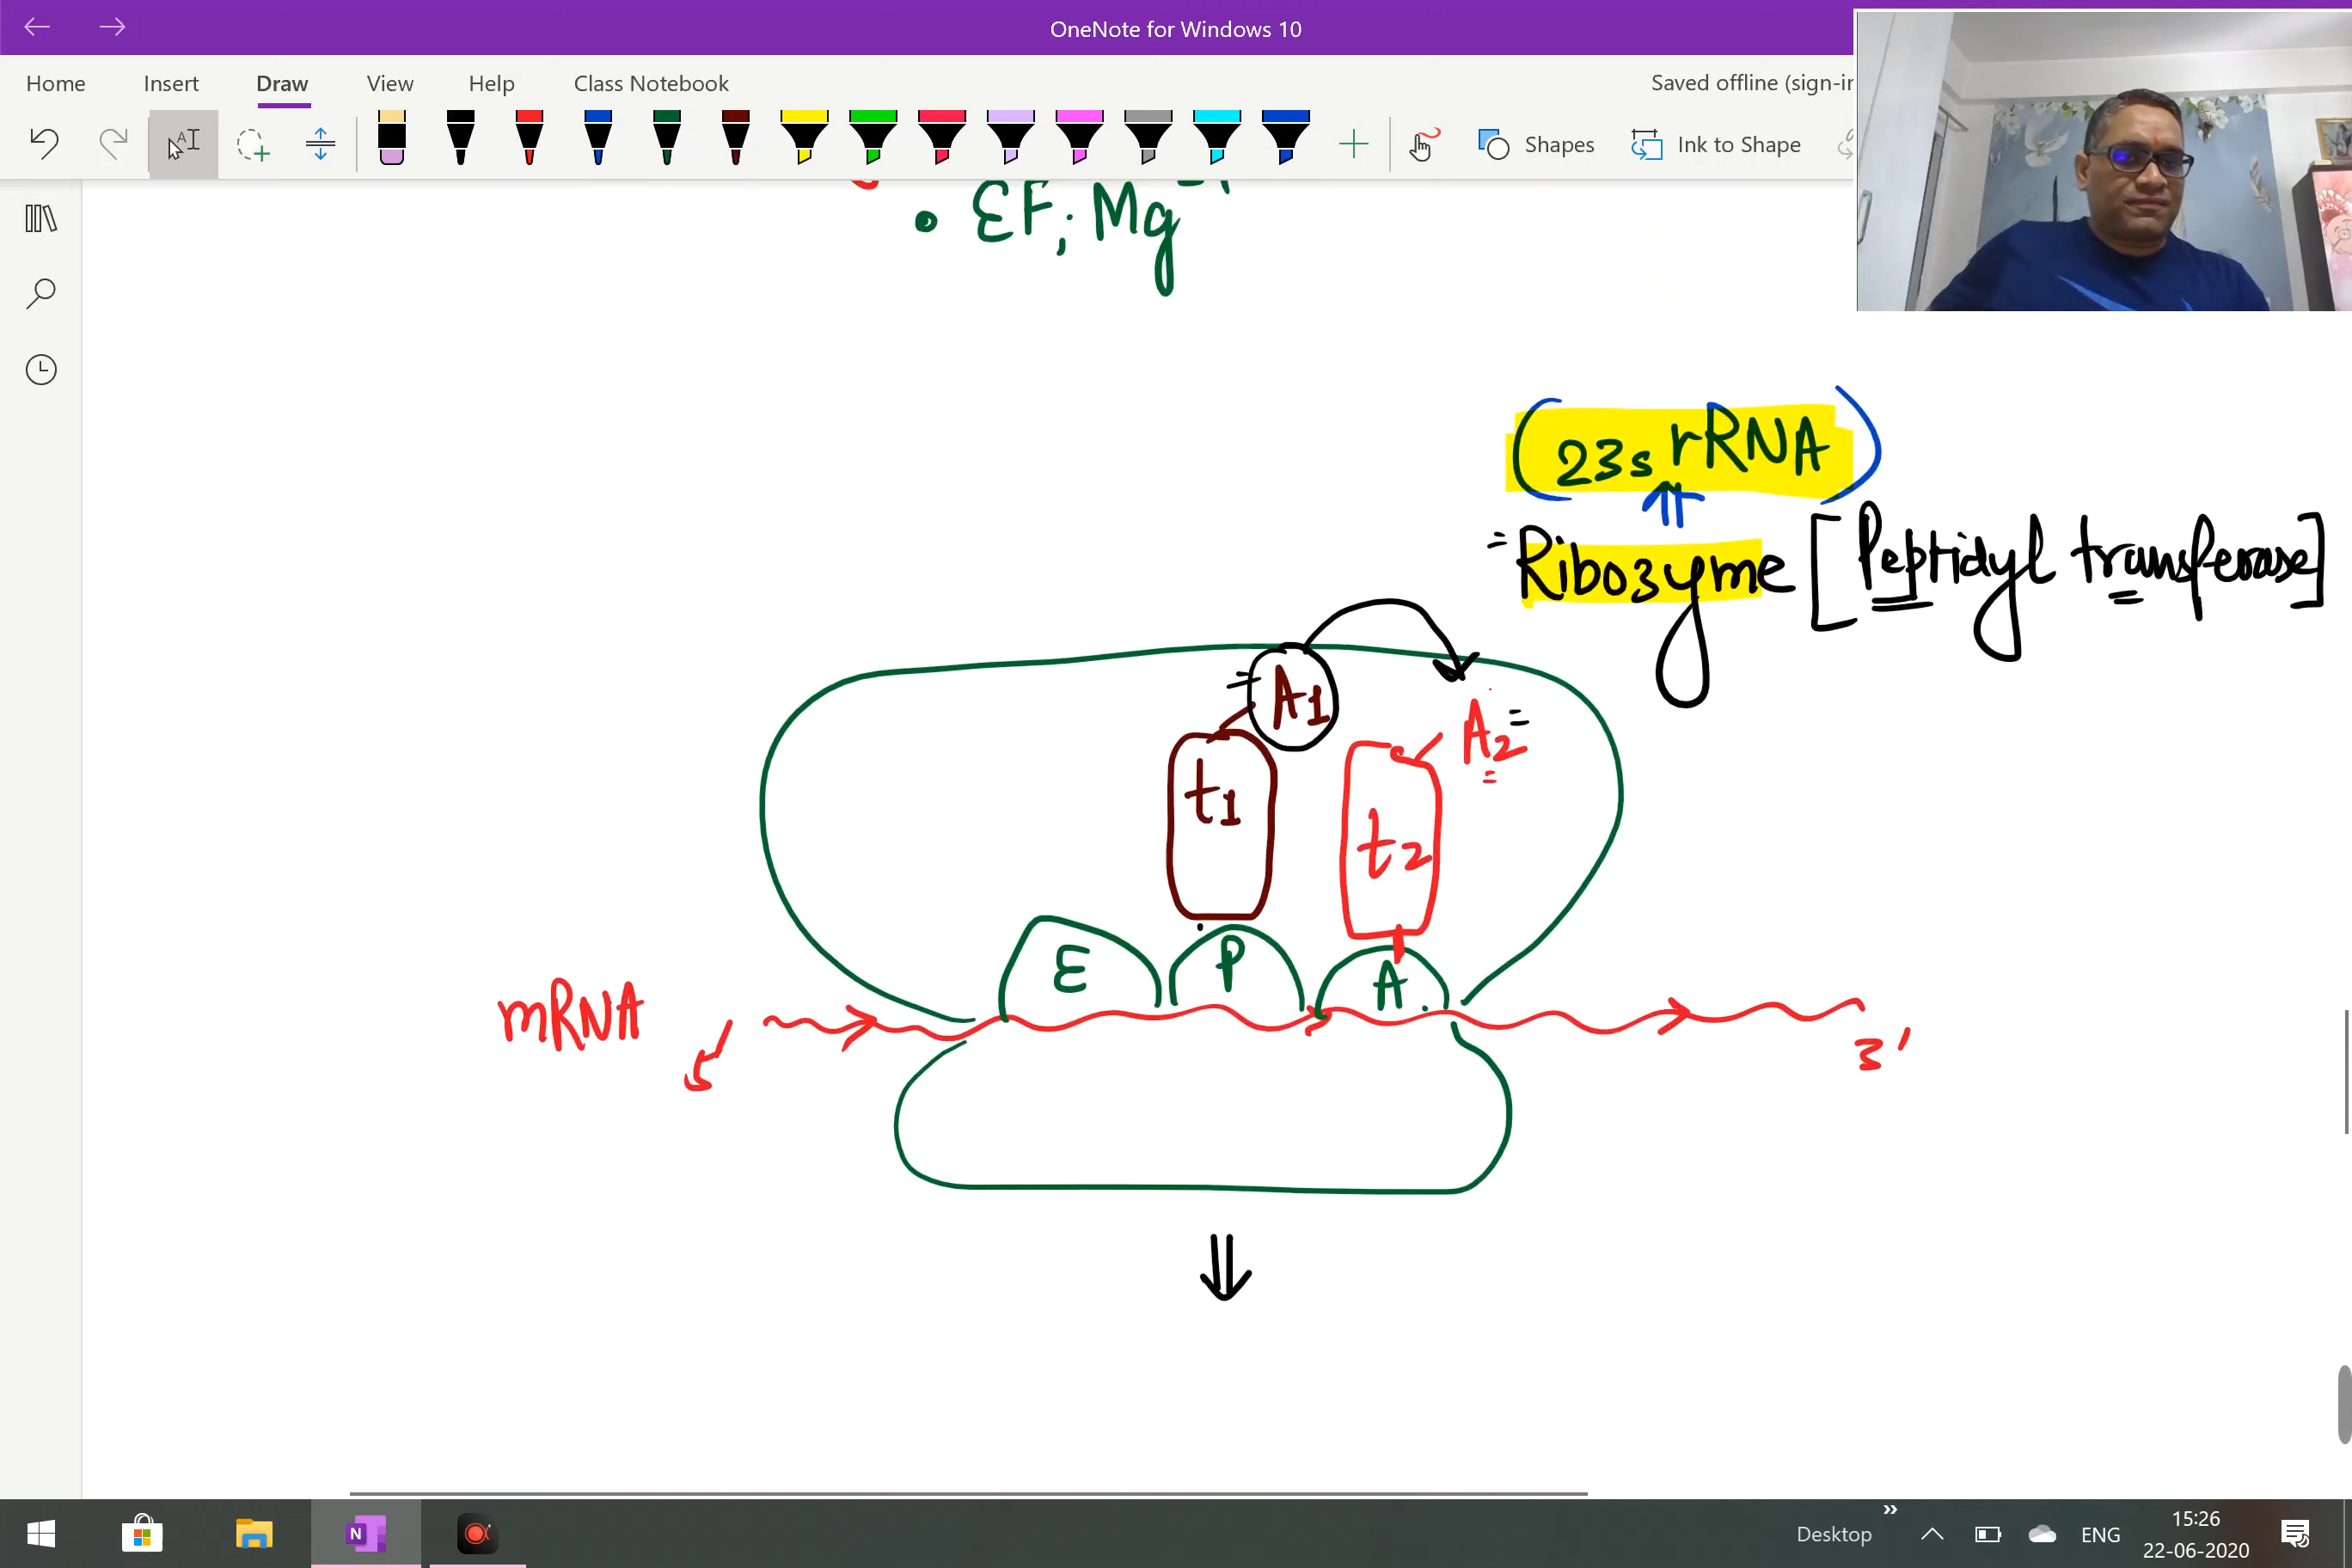 OneNote for Windows 10
Home Insert Draw View Help Class Notebook
Saved offline (sign-in
Shapes Ink to Shape
• EF; Mg
(23s rRNA)
=Ribozyme [Peptidyl transferase]
= A1
A2 =
t1
t2
E P A
mRNA 5' 3'
Desktop
ENG
15:26
22-06-2020